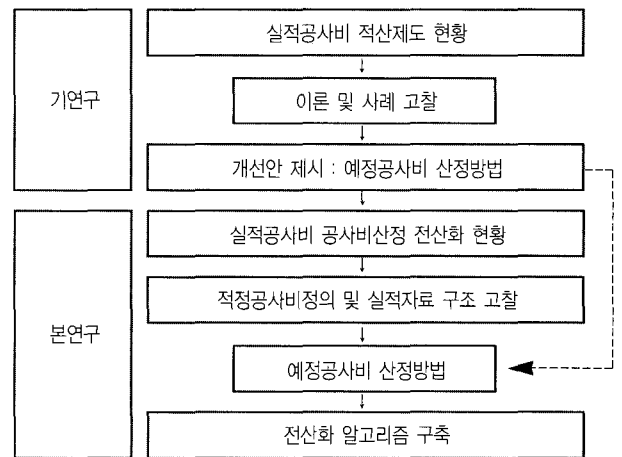 기연구
실적공사비 적산제도 현황
이론 및 사례 고찰
개선안 제시 : 예정공사비 산정방법
본연구
실적공사비 공사비산정 전산화 현황
적정공사비정의 및 실적자료 구조 고찰
예정공사비 산정방법
전산화 알고리즘 구축